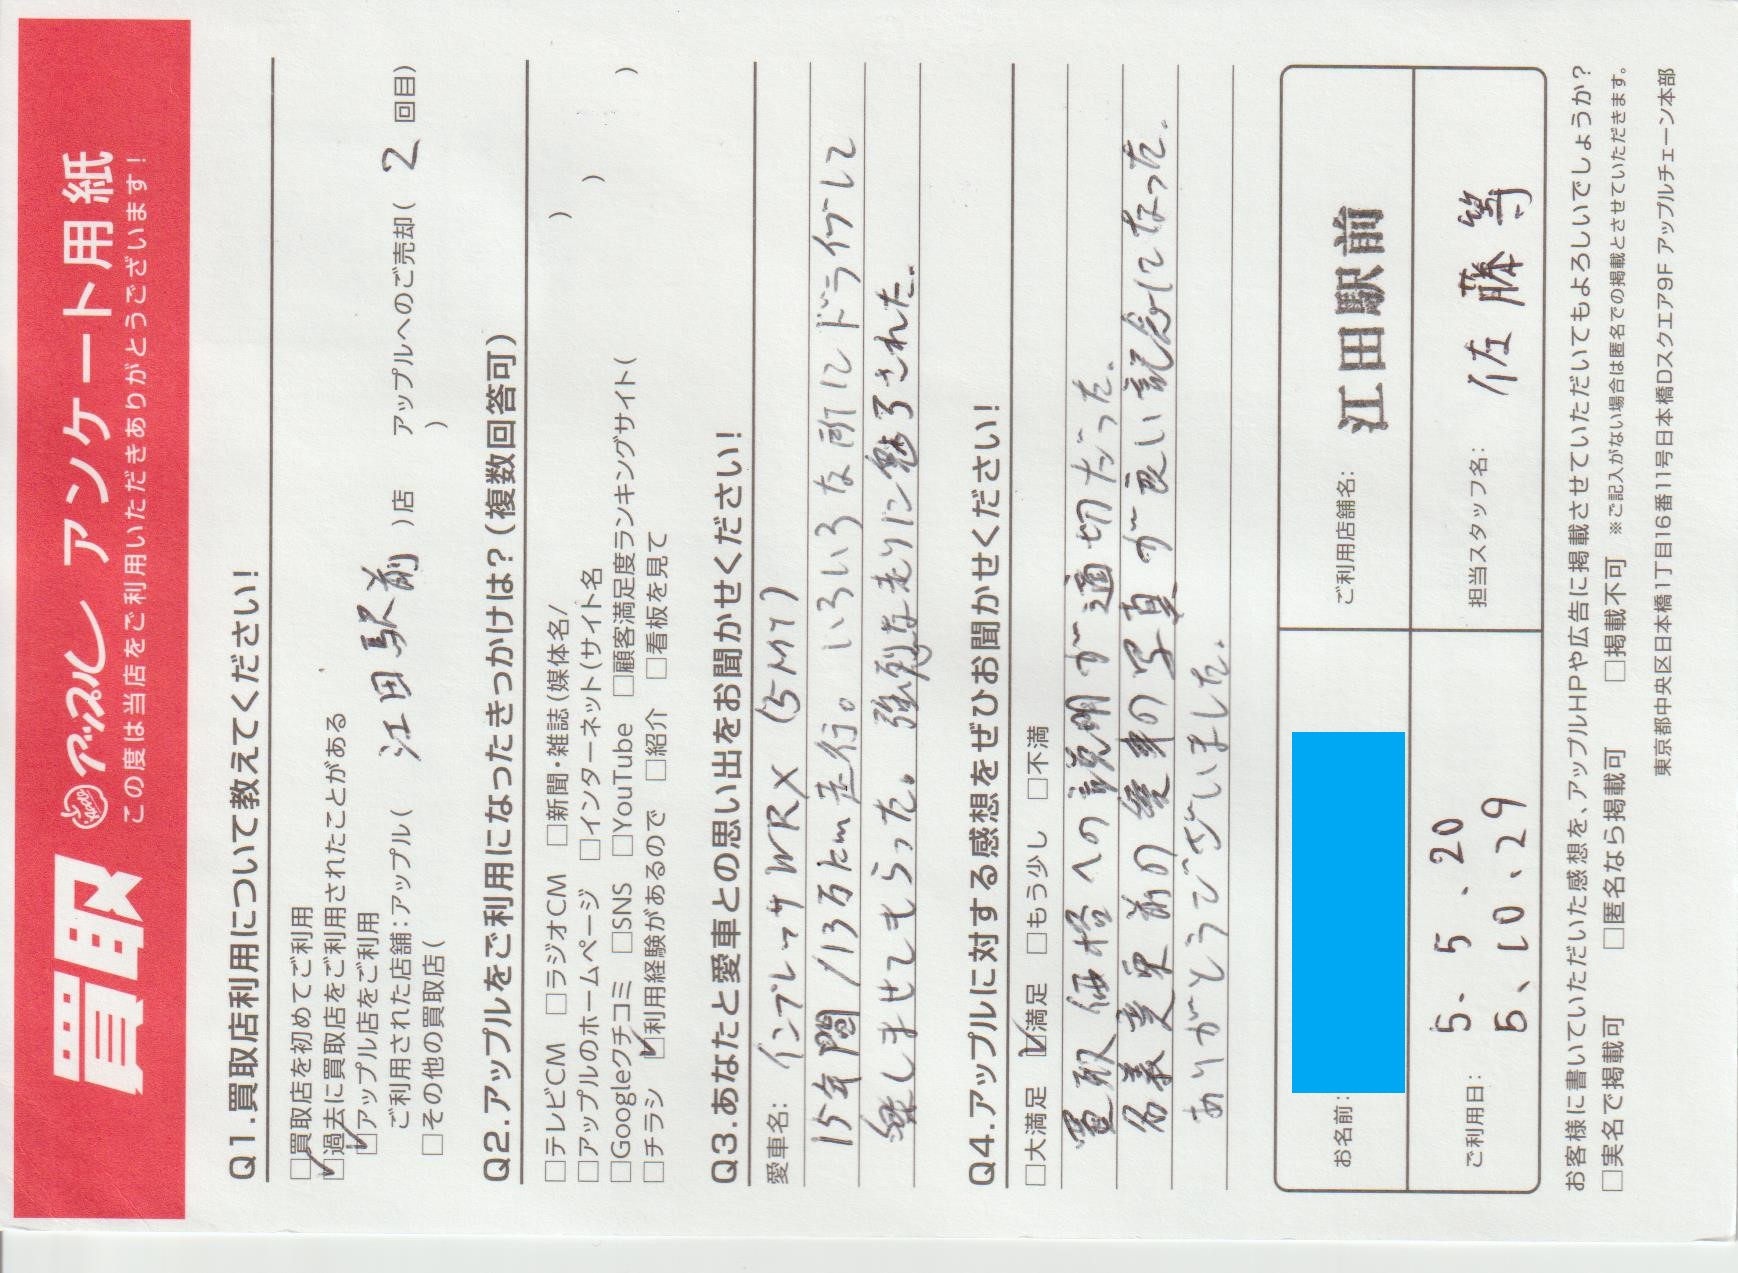 買取 アップル アンケート用紙
この度は当店をご利用いただきありがとうございます!
Q1.買取店利用について教えてください!
□買取店を初めてご利用
☑過去に買取店をご利用されたことがある
☑アップル店をご利用
ご利用された店舗:アップル( 江田駅前 )店 アップルへのご売却( 2 回目)
□その他の買取店( )
Q2.アップルをご利用になったきっかけは?(複数回答可)
□テレビCM □ラジオCM □新聞・雑誌(媒体名/ )
□アップルのホームページ □インターネット(サイト名 )
□Googleクチコミ □SNS □YouTube □顧客満足度ランキングサイト( )
□チラシ ☑利用経験があるので □紹介 □看板を見て
Q3.あなたと愛車との思い出をお聞かせください!
愛車名: インプレッサWRX (5MT)
15年間/13万km走行。いろいろな所にドライブして
楽しませてもらった。強烈な走りに魅了された。
Q4.アップルに対する感想をぜひお聞かせください!
□大満足 ☑満足 □もう少し □不満
買取価格への説明が適切だった。
名義変更前の愛車の写真が良い記念になった。
ありがとうございました。
お名前:
ご利用店舗名: 江田駅前
ご利用日: 5.5.20
5.10.29
担当スタッフ名: 佐藤 等
お客様に書いていただいた感想を、アップルHPや広告に掲載させていただいてもよろしいでしょうか?
□実名で掲載可 □匿名なら掲載可 □掲載不可 ※ご記入がない場合は匿名での掲載とさせていただきます。
東京都中央区日本橋1丁目16番11号日本橋Dスクエア9F アップルチェーン本部